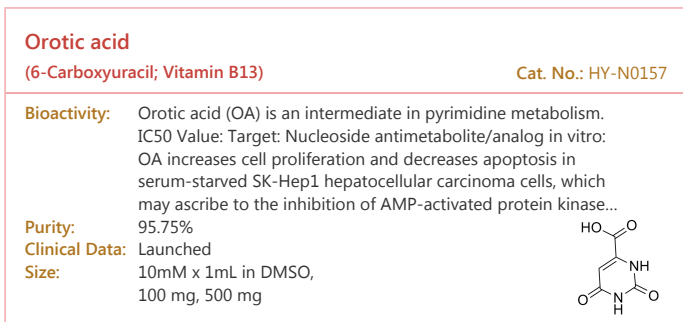 Orotic acid
(6-Carboxyuracil; Vitamin B13) Cat. No.: HY-N0157
Bioactivity: Orotic acid (OA) is an intermediate in pyrimidine metabolism.
IC50 Value: Target: Nucleoside antimetabolite/analog in vitro:
OA increases cell proliferation and decreases apoptosis in
serum-starved SK-Hep1 hepatocellular carcinoma cells, which
may ascribe to the inhibition of AMP-activated protein kinase...
Purity: 95.75%
Clinical Data: Launched
Size: 10mM x 1mL in DMSO,
100 mg, 500 mg
HO O
NH
O N O
H